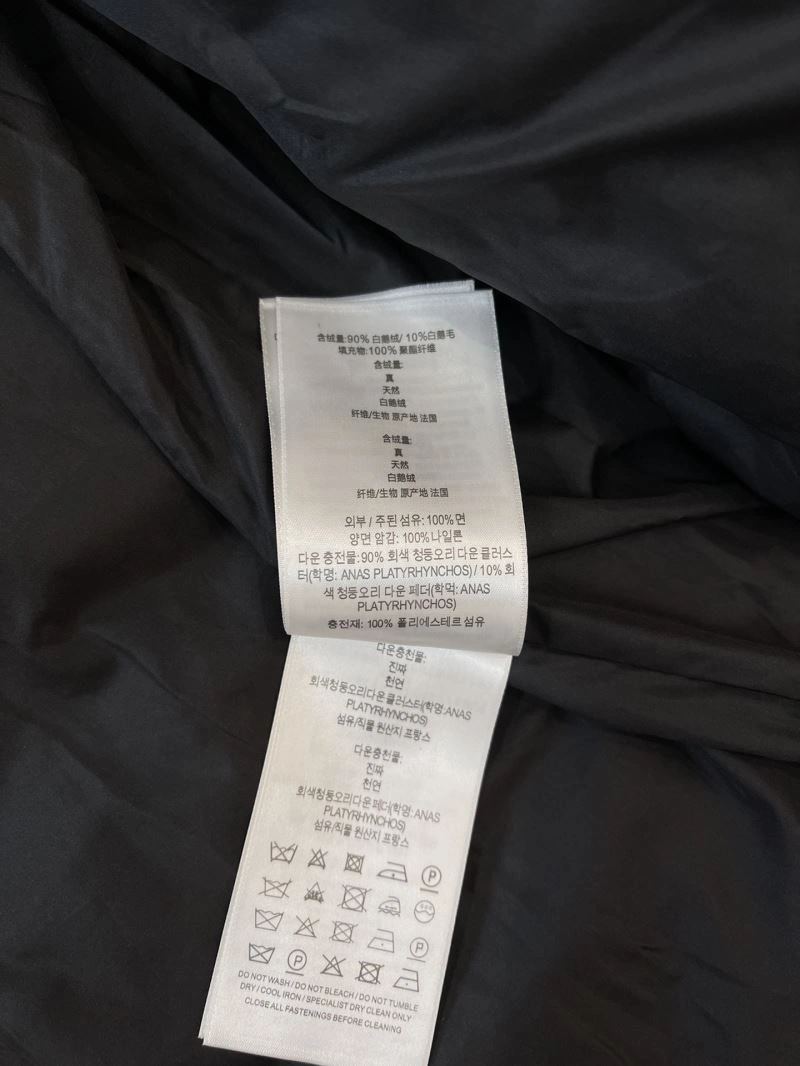 含绒量:90% 白鹅绒/ 10%白鹅毛
填充物:100% 聚酯纤维
含绒量:
真
天然
白鹅绒
纤维/生物 原产地 法国
含绒量:
真
天然
白鹅绒
纤维/生物 原产地 法国
외부 / 주된 섬유: 100% 면
양면 암감: 100% 나일론
다운 충전물: 90% 회색 청둥오리 다운 클러스
터(학명: ANAS PLATYRHYNCHOS) / 10% 회
색 청둥오리 다운 페더(학먹: ANAS
PLATYRHYNCHOS)
충전재: 100% 폴리에스테르 섬유
다운충천물:
진짜
천연
회색청둥오리다운클러스터(학명:ANAS
PLATYRHYNCHOS)
섬유/직물 원산지 프랑스
다운충천물:
진짜
천연
회색청둥오리다운페더(학명:ANAS
PLATYRHYNCHOS)
섬유/직물 원산지 프랑스
P
P
P
DO NOT WASH / DO NOT BLEACH / DO NOT TUMBLE
DRY / COOL IRON / SPECIALIST DRY CLEAN ONLY
CLOSE ALL FASTENINGS BEFORE CLEANING